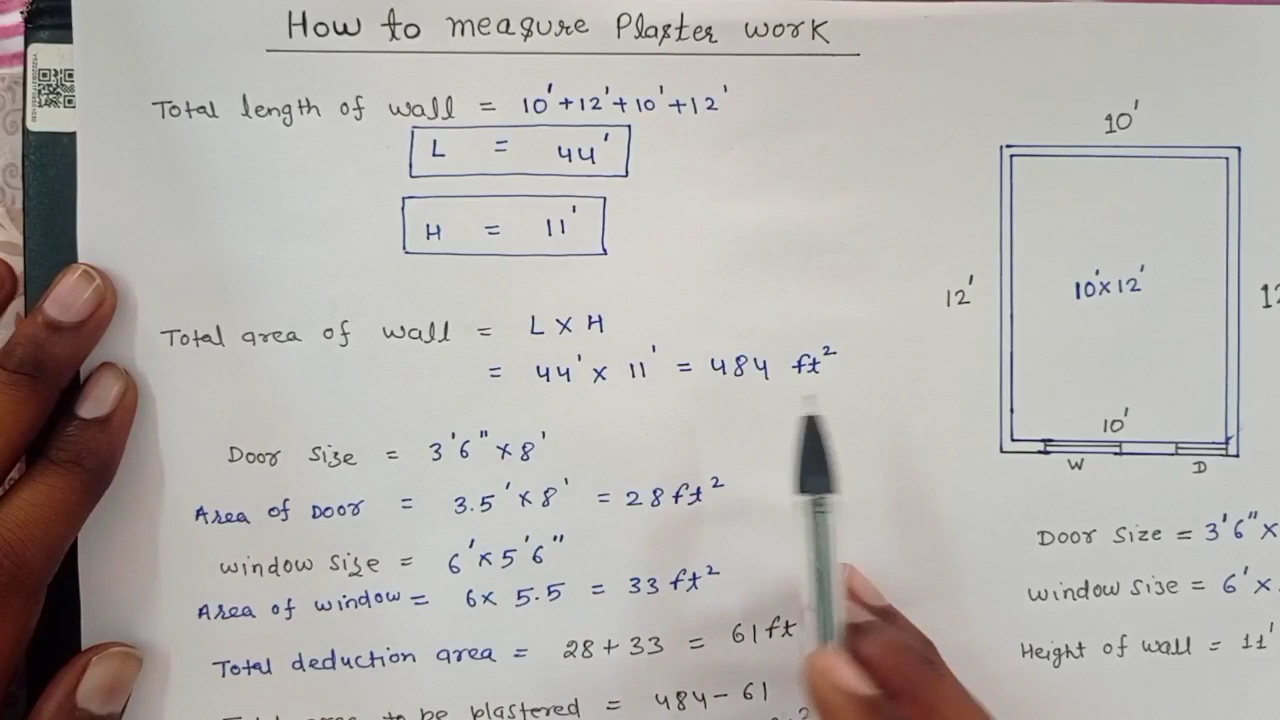 How to measure Plaster work
Total length of wall = 10'+12'+10'+12'
L = 44'
H = 11'
Total area of wall = L X H
= 44' x 11' = 484 ft²
Door Size = 3'6" x 8'
Area of Door = 3.5' x 8' = 28 ft²
window size = 6' x 5'6"
Area of window = 6 x 5.5 = 33 ft²
Total deduction area = 28 + 33 = 61 ft
to be plastered = 484 - 61
10'
12'
10'x12'
10'
W D
Door Size = 3'6" x
window Size = 6' x
Height of wall = 11'